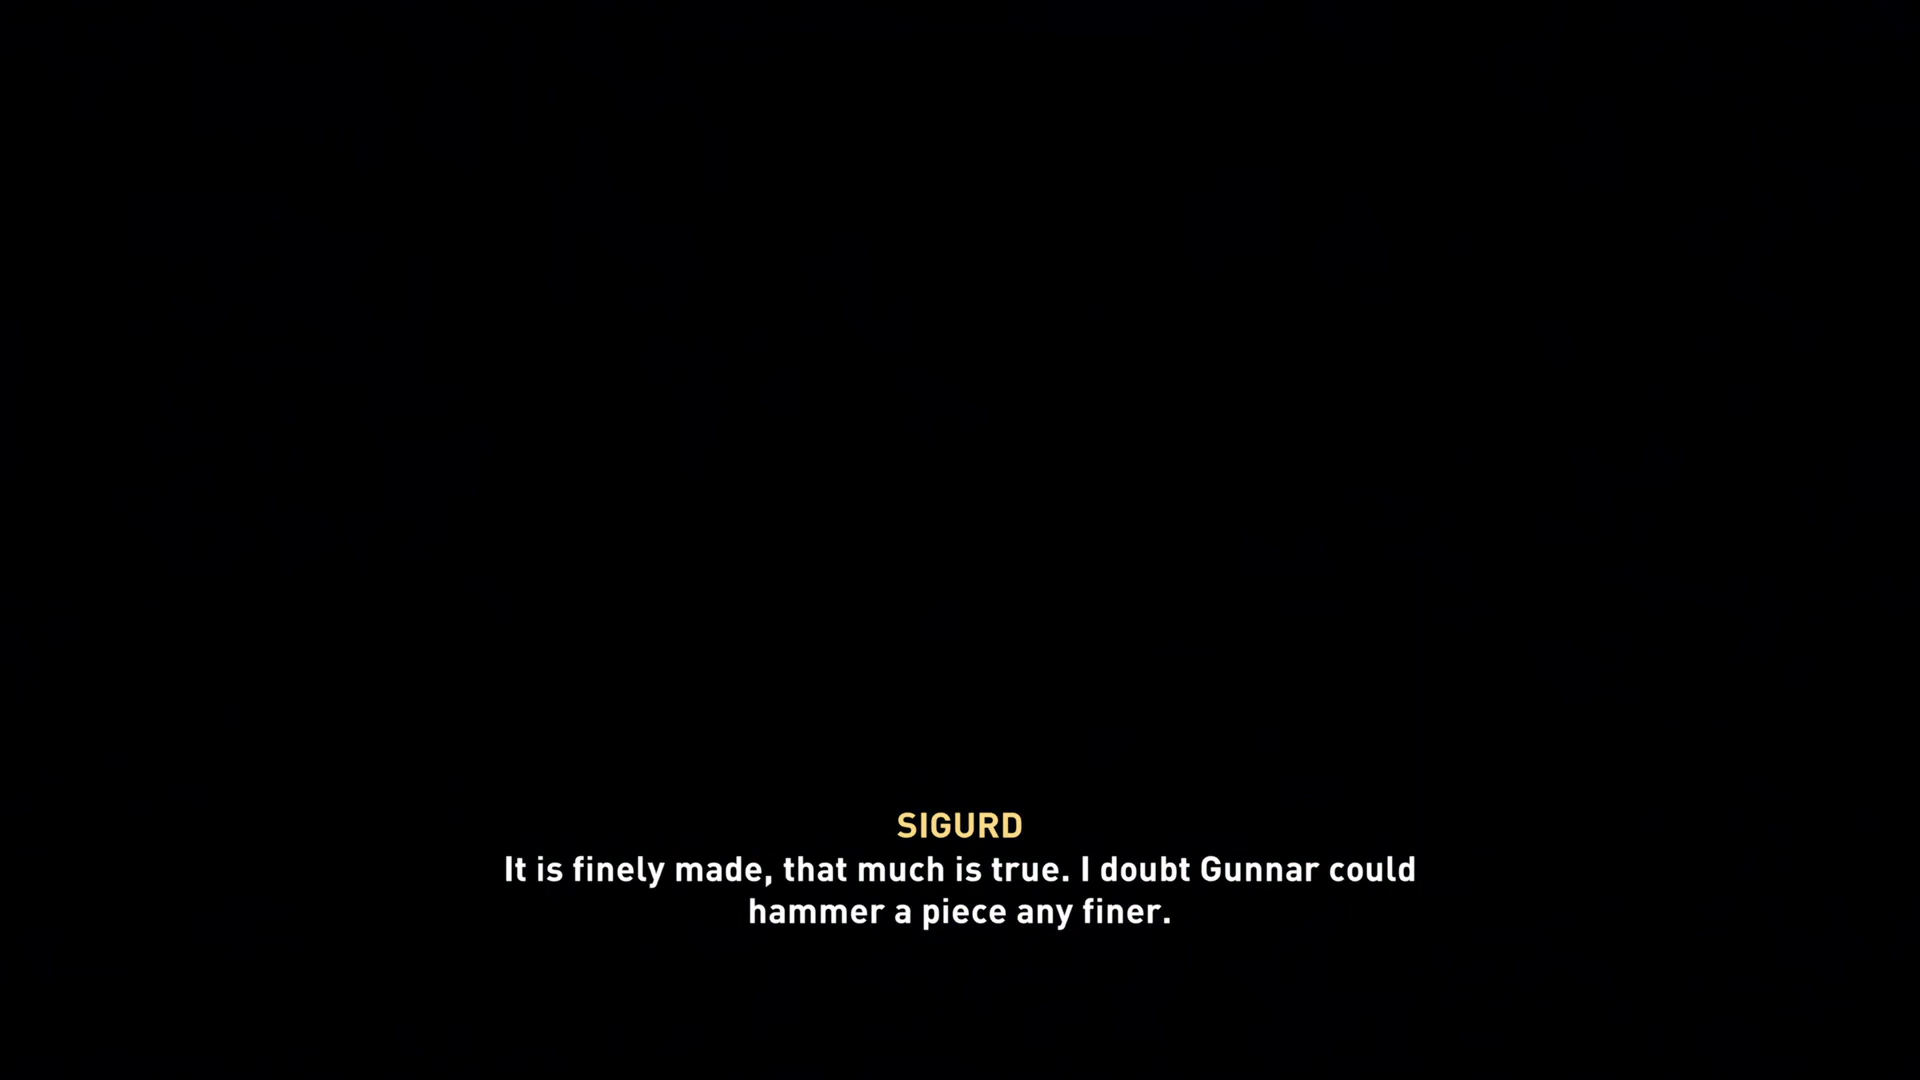 SIGURD
It is finely made, that much is true. I doubt Gunnar could
hammer a piece any finer.